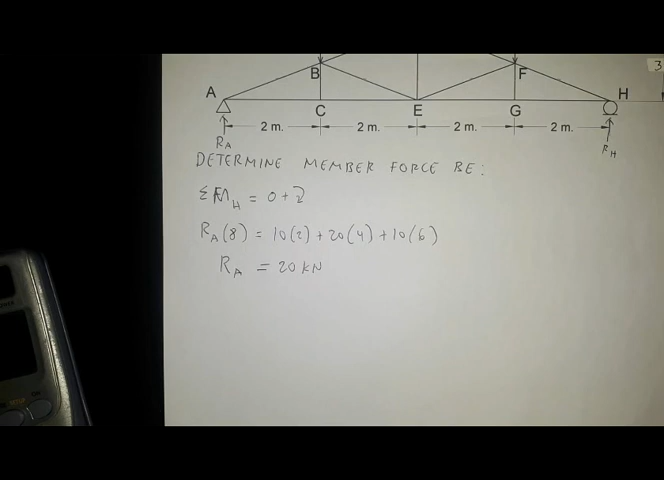 3
B F
A H
C E G
2 m. 2 m. 2 m. 2 m.
RA RH
DETERMINE MEMBER FORCE BE:
ΣMH = 0+
RA(8) = 10(2)+20(4)+10(6)
RA = 20 KN